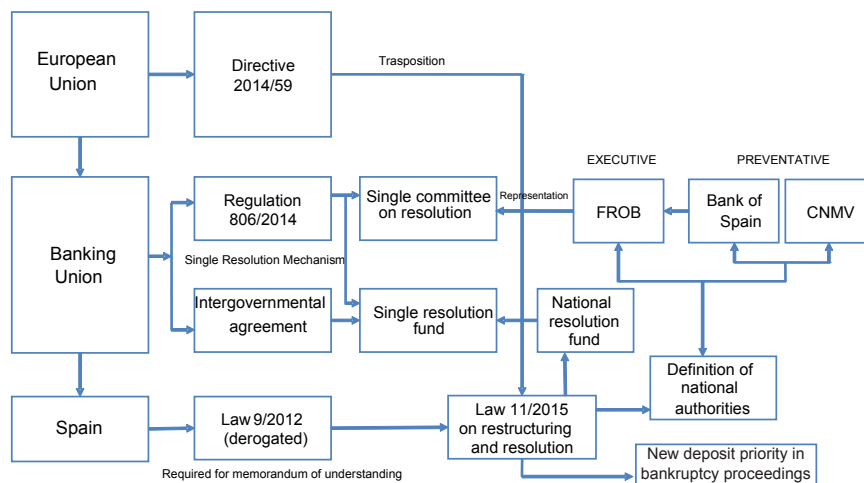 European
Union
Directive
2014/59
Trasposition
EXECUTIVE
PREVENTATIVE
Banking
Union
Regulation
806/2014
Single committee
on resolution
Representation
FROB
Bank of
Spain
CNMV
Single Resolution Mechanism
Intergovernmental
agreement
Single resolution
fund
National
resolution
fund
Definition of
national
authorities
Spain
Law 9/2012
(derogated)
Law 11/2015
on restructuring
and resolution
New deposit priority in
bankruptcy proceedings
Required for memorandum of understanding